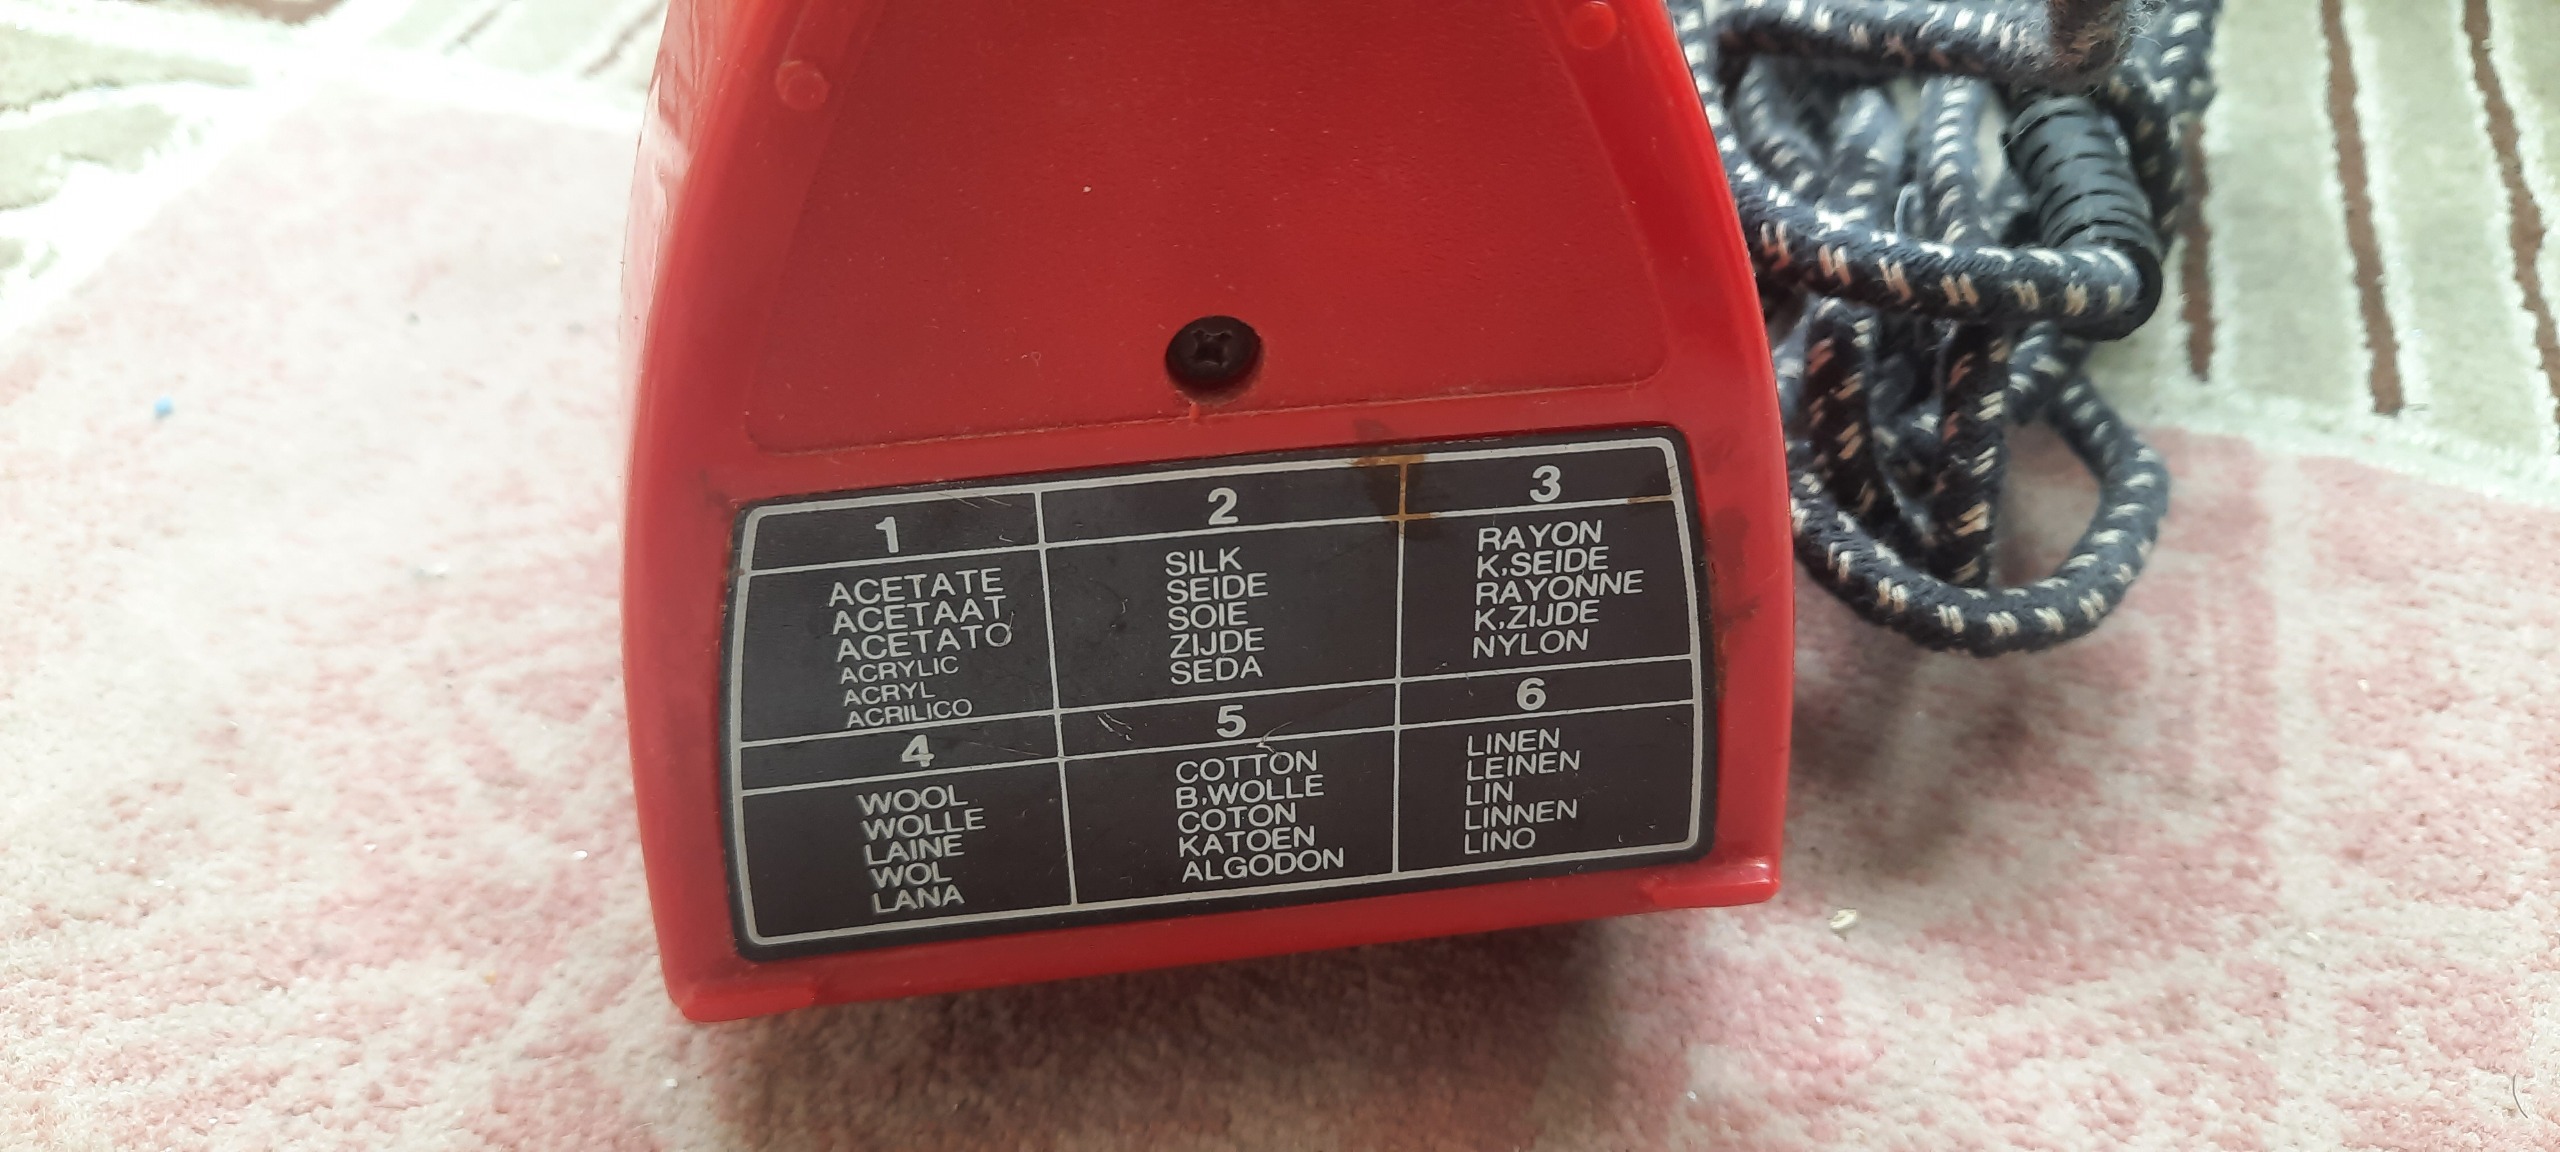 1
ACETATE
ACETAAT
ACETATO
ACRYLIC
ACRYL
ACRILICO
2
SILK
SEIDE
SOIE
ZIJDE
SEDA
3
RAYON
K.SEIDE
RAYONNE
K.ZIJDE
NYLON
4
WOOL
WOLLE
LAINE
WOL
LANA
5
COTTON
B.WOLLE
COTON
KATOEN
ALGODON
6
LINEN
LEINEN
LIN
LINNEN
LINO